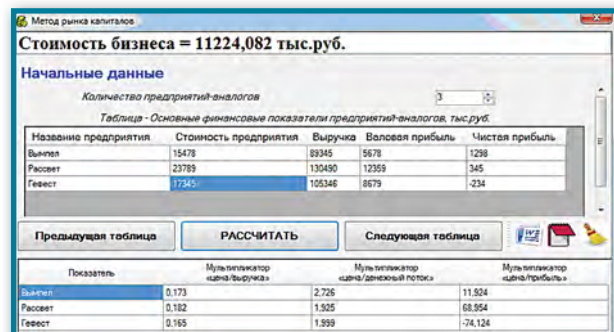 Метод рынка капиталов
Стоимость бизнеса = 11224,082 тыс.руб.
Начальные данные
Количество предприятий-аналогов 3
Таблица - Основные финансовые показатели предприятий-аналогов, тыс.руб.
Название предприятия Стоимость предприятия Выручка Валовая прибыль Чистая прибыль
Вымпел 15478 89345 5678 1298
Рассвет 23789 130490 12359 345
Гефест 17345 105346 8679 -234
Предыдущая таблица РАССЧИТАТЬ Следующая таблица
Показатель Мультипликатор «цена/выручка» Мультипликатор «цена/денежный поток» Мультипликатор «цена/прибыль»
Вымпел 0,173 2,726 11,924
Рассвет 0,182 1,925 68,954
Гефест 0,165 1,999 -74,124